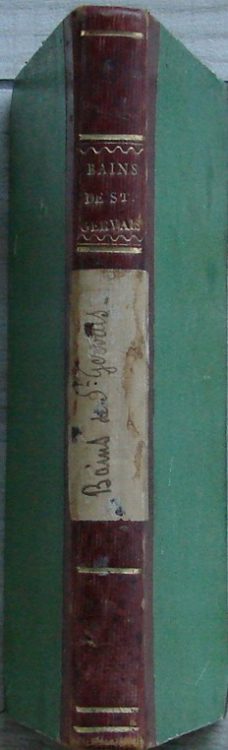 BAINS
DE ST.
GERVAIS
Bains de St. Gervais.